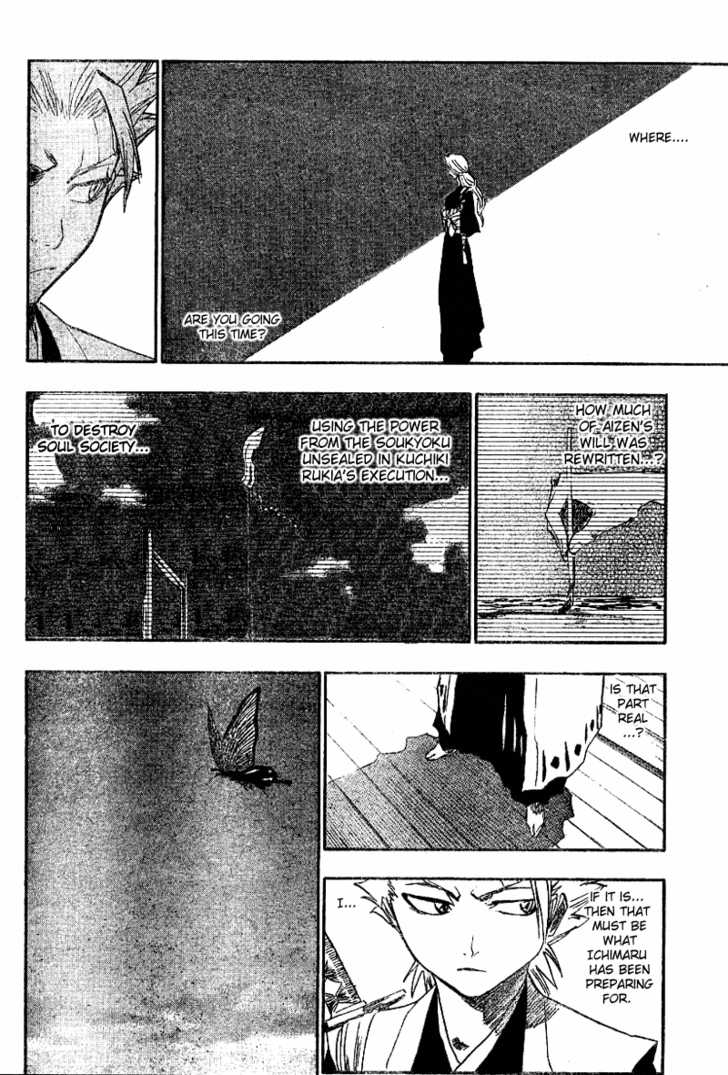 WHERE....
ARE YOU GOING
THIS TIME?
HOW MUCH
OF AIZEN'S
WILL WAS
REWRITTEN...?
USING THE POWER
FROM THE SOUKYOKU
UNSEALED IN KUCHIKI
RUKIA'S EXECUTION...
TO DESTROY
SOUL SOCIETY...
IS THAT
PART
REAL
...?
IF IT IS...
THEN THAT
MUST BE
WHAT
ICHIMARU
HAS BEEN
PREPARING
FOR.
I...